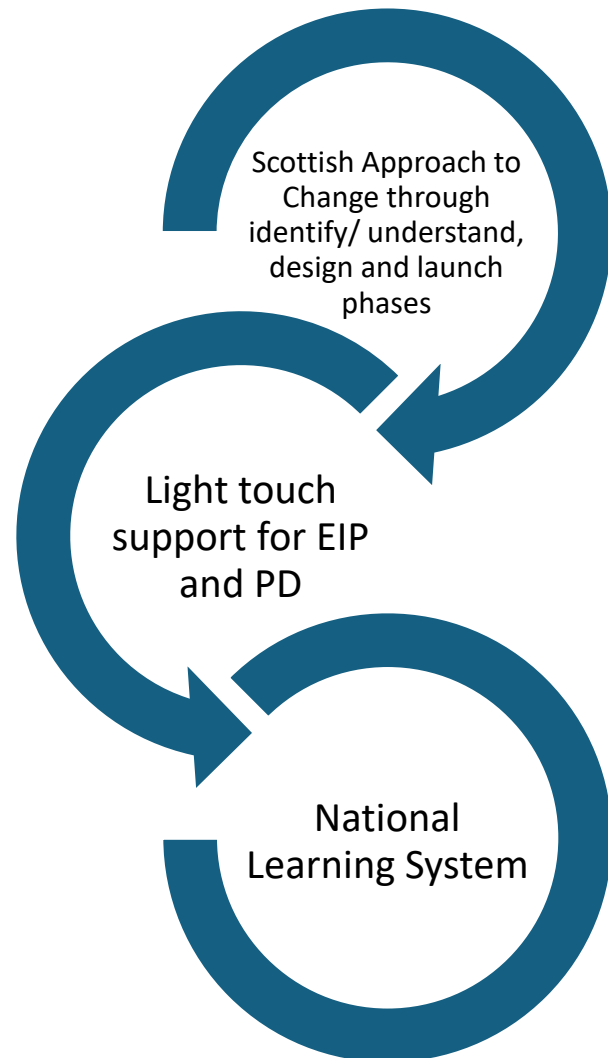 Scottish Approach to
Change through
identify/ understand,
design and launch
phases
Light touch
support for EIP
and PD
National
Learning System